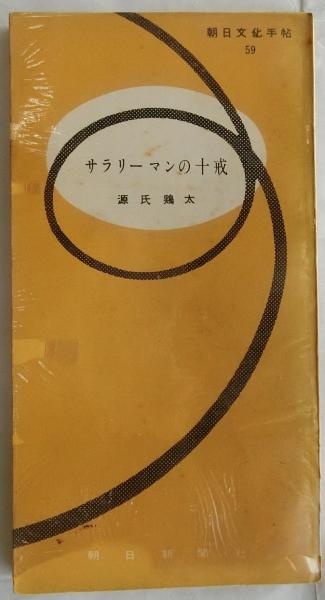 朝日文化手帖
59
サラリーマンの十戒
源氏鶏太
朝日新聞社